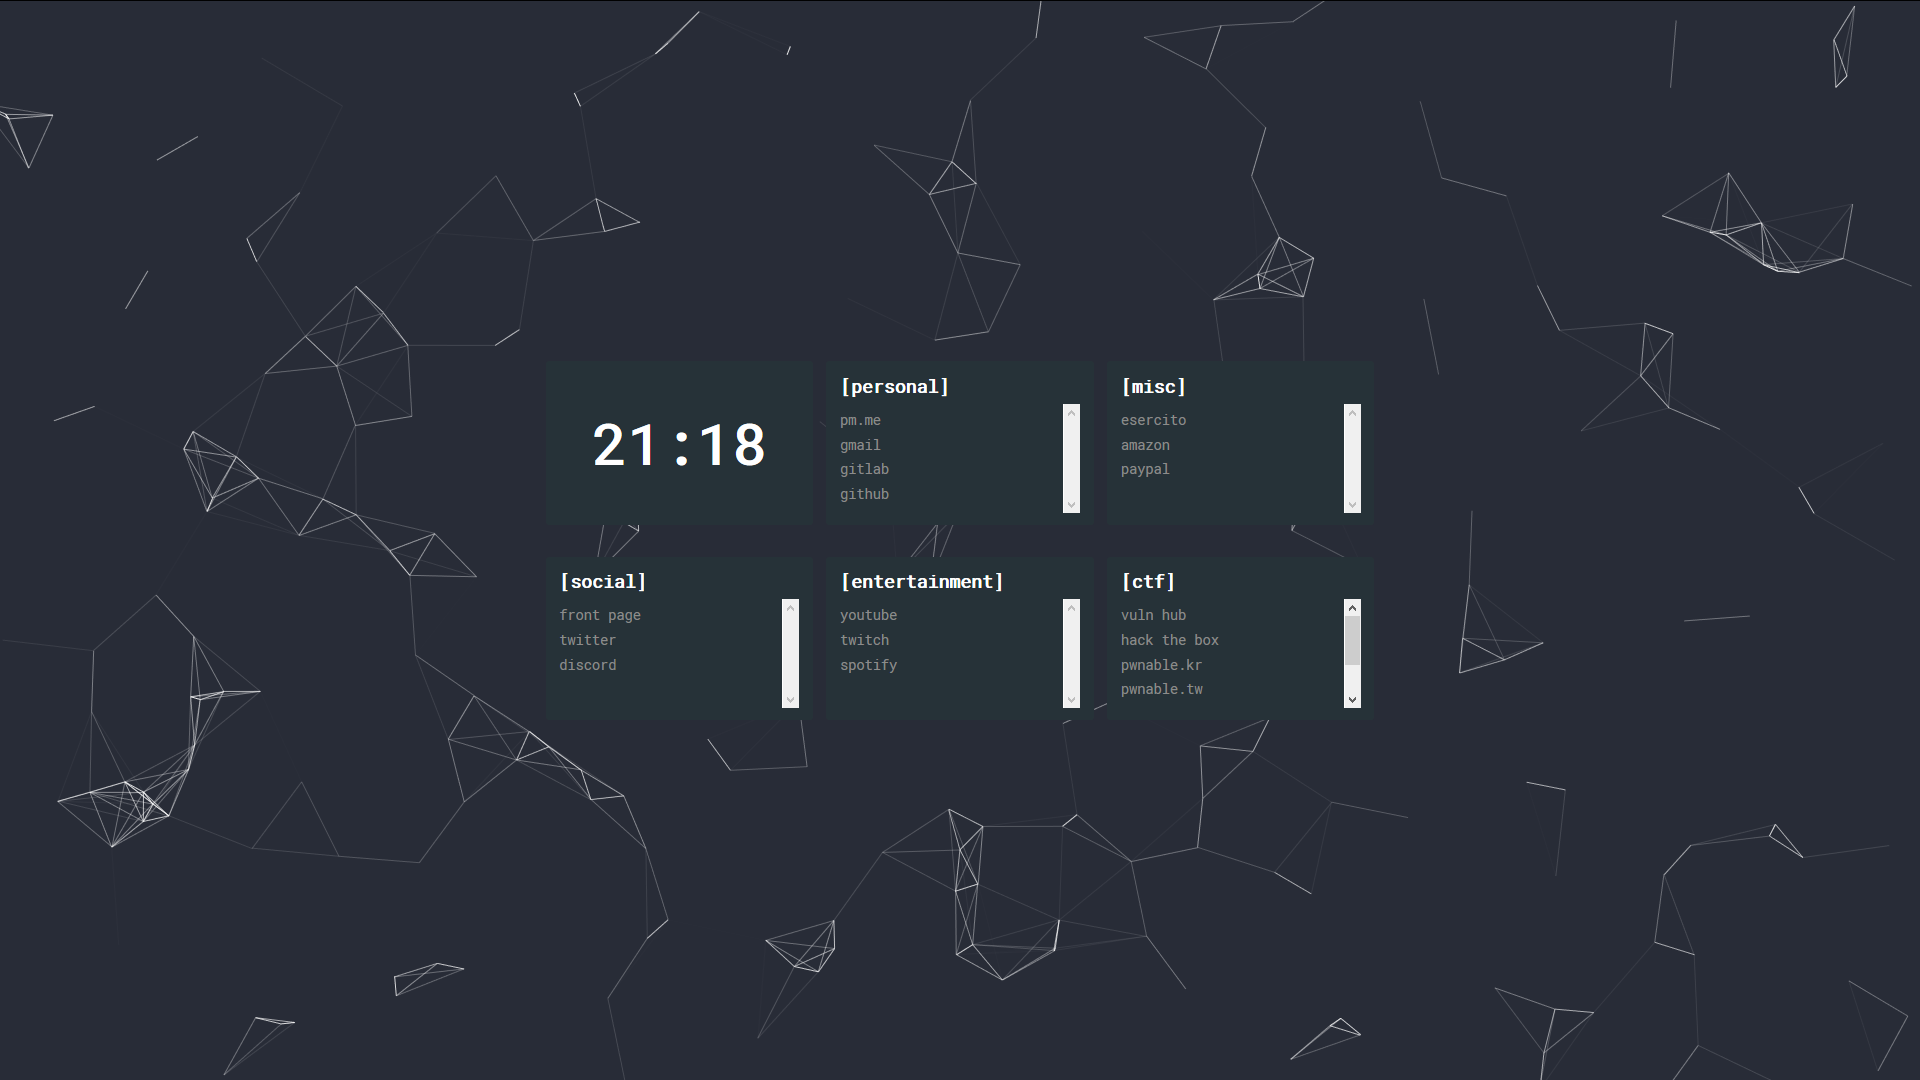 21:18
[personal]
pm.me
gmail
gitlab
github
[misc]
esercito
amazon
paypal
[social]
front page
twitter
discord
[entertainment]
youtube
twitch
spotify
[ctf]
vuln hub
hack the box
pwnable.kr
pwnable.tw